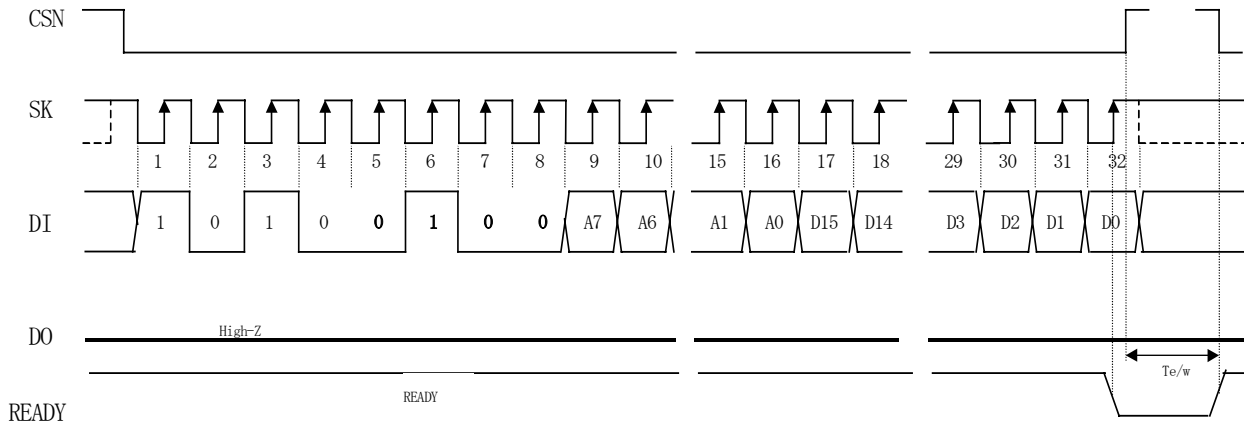 CSN
SK
1 2 3 4 5 6 7 8 9 10 15 16 17 18 29 30 31 32
DI 1 0 1 0 0 1 0 0 A7 A6 A1 A0 D15 D14 D3 D2 D1 D0
DO High-Z
Te/w
READY
READY